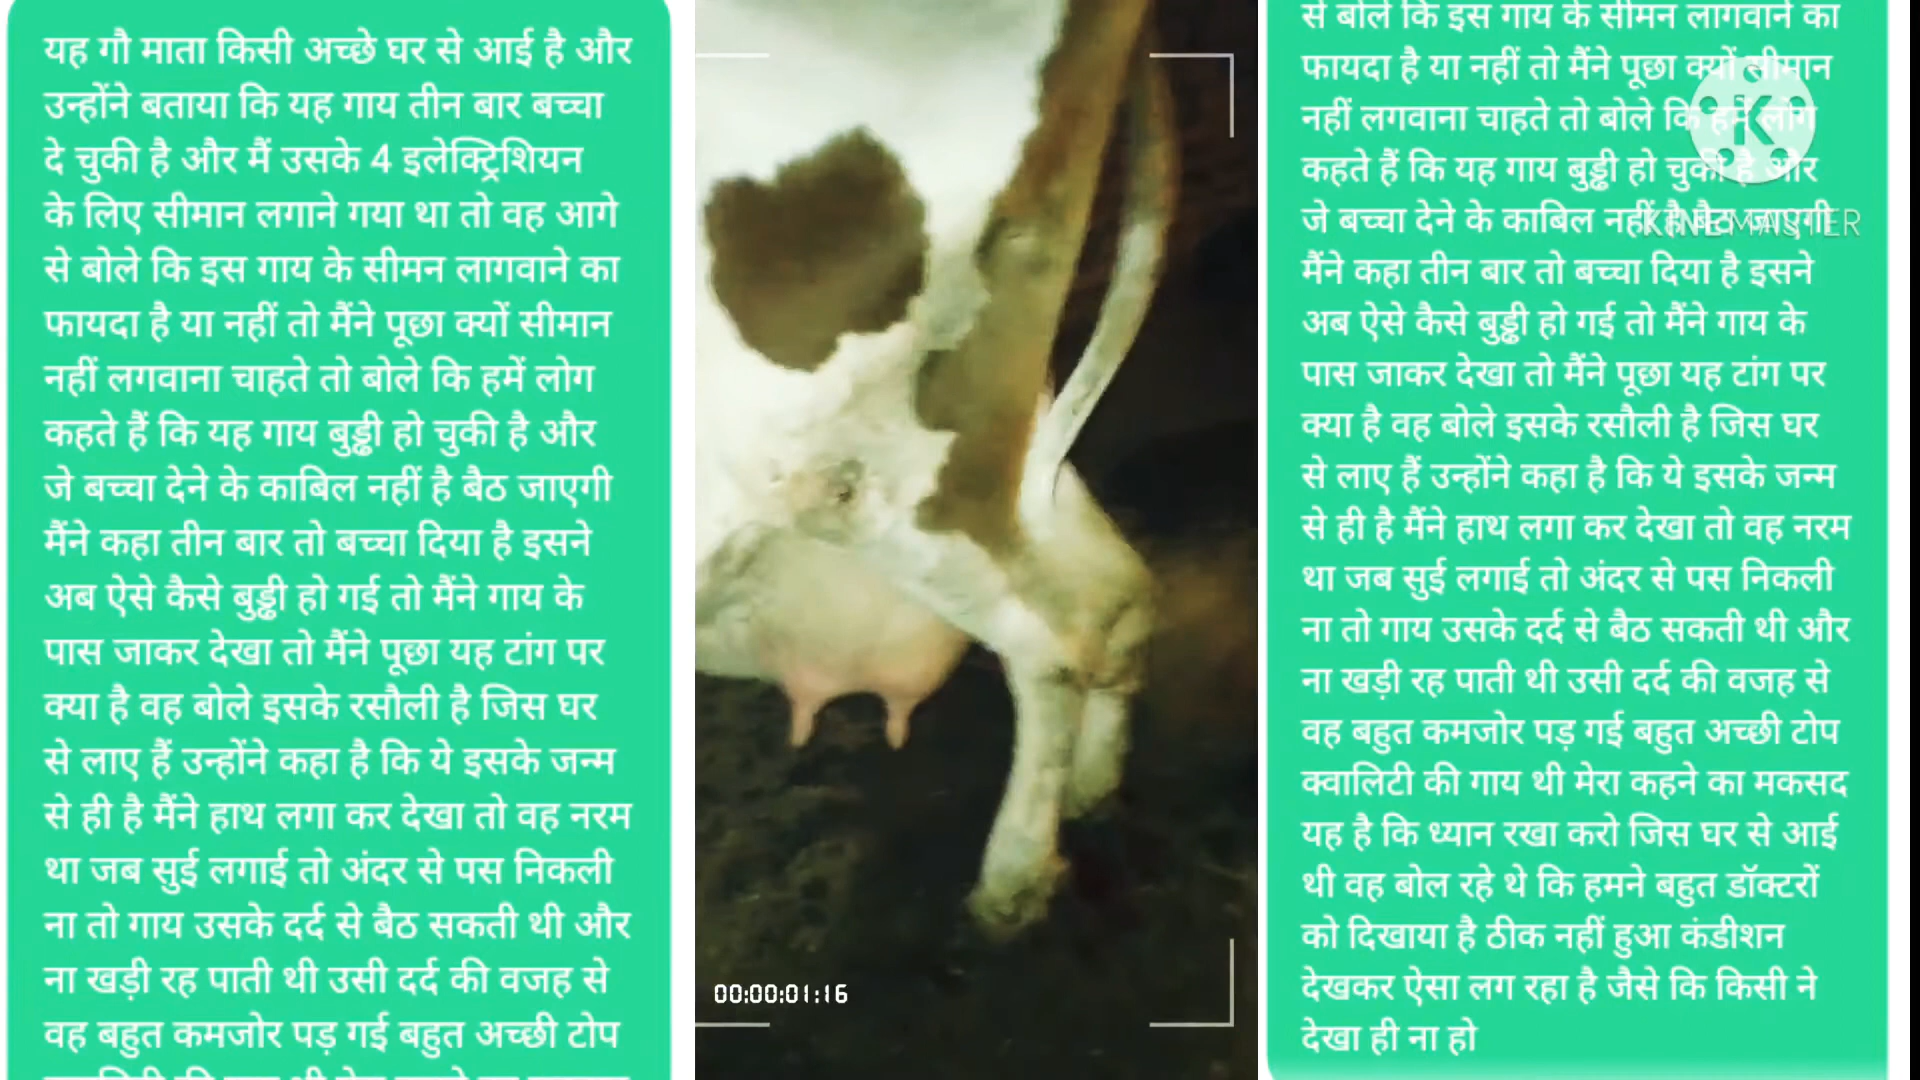 यह गौ माता किसी अच्छे घर से आई है और
उन्होंने बताया कि यह गाय तीन बार बच्चा
दे चुकी है और मैं उसके 4 इलेक्ट्रिशियन
के लिए सीमान लगाने गया था तो वह आगे
से बोले कि इस गाय के सीमन लागवाने का
फायदा है या नहीं तो मैंने पूछा क्यों सीमान
नहीं लगवाना चाहते तो बोले कि हमें लोग
कहते हैं कि यह गाय बुड्ढी हो चुकी है और
जे बच्चा देने के काबिल नहीं है बैठ जाएगी
मैंने कहा तीन बार तो बच्चा दिया है इसने
अब ऐसे कैसे बुड्ढी हो गई तो मैंने गाय के
पास जाकर देखा तो मैंने पूछा यह टांग पर
क्या है वह बोले इसके रसौली है जिस घर
से लाए हैं उन्होंने कहा है कि ये इसके जन्म
से ही है मैंने हाथ लगा कर देखा तो वह नरम
था जब सुई लगाई तो अंदर से पस निकली
ना तो गाय उसके दर्द से बैठ सकती थी और
ना खड़ी रह पाती थी उसी दर्द की वजह से
वह बहुत कमजोर पड़ गई बहुत अच्छी टोप
00:00:01:16
से बोले कि इस गाय के सीमन लागवाने का
फायदा है या नहीं तो मैंने पूछा क्यों सीमान
नहीं लगवाना चाहते तो बोले कि हमें लोग
कहते हैं कि यह गाय बुड्ढी हो चुकी है और
जे बच्चा देने के काबिल नहीं है बैठ जाएगी
KINEMASTER
मैंने कहा तीन बार तो बच्चा दिया है इसने
अब ऐसे कैसे बुड्ढी हो गई तो मैंने गाय के
पास जाकर देखा तो मैंने पूछा यह टांग पर
क्या है वह बोले इसके रसौली है जिस घर
से लाए हैं उन्होंने कहा है कि ये इसके जन्म
से ही है मैंने हाथ लगा कर देखा तो वह नरम
था जब सुई लगाई तो अंदर से पस निकली
ना तो गाय उसके दर्द से बैठ सकती थी और
ना खड़ी रह पाती थी उसी दर्द की वजह से
वह बहुत कमजोर पड़ गई बहुत अच्छी टोप
क्वालिटी की गाय थी मेरा कहने का मकसद
यह है कि ध्यान रखा करो जिस घर से आई
थी वह बोल रहे थे कि हमने बहुत डॉक्टरों
को दिखाया है ठीक नहीं हुआ कंडीशन
देखकर ऐसा लग रहा है जैसे कि किसी ने
देखा ही ना हो